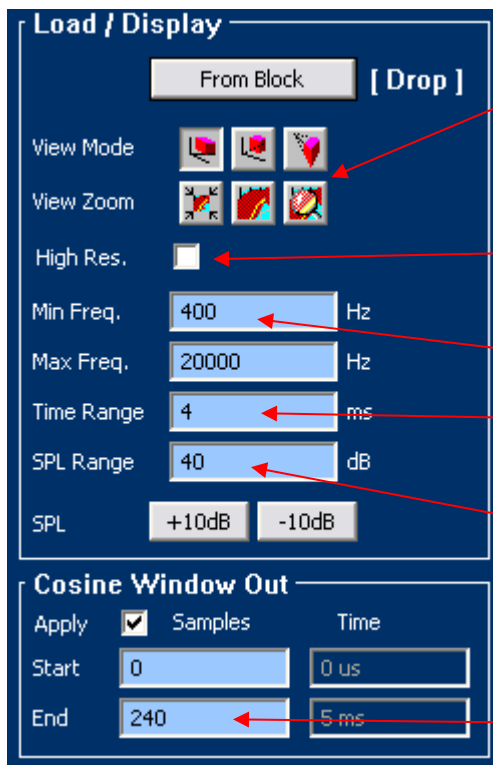 Load / Display
From Block [ Drop ]
View Mode
View Zoom
High Res.
Min Freq. 400 Hz
Max Freq. 20000 Hz
Time Range 4 ms
SPL Range 40 dB
SPL +10dB -10dB
Cosine Window Out
Apply Samples Time
Start 0 0 us
End 240 5 ms